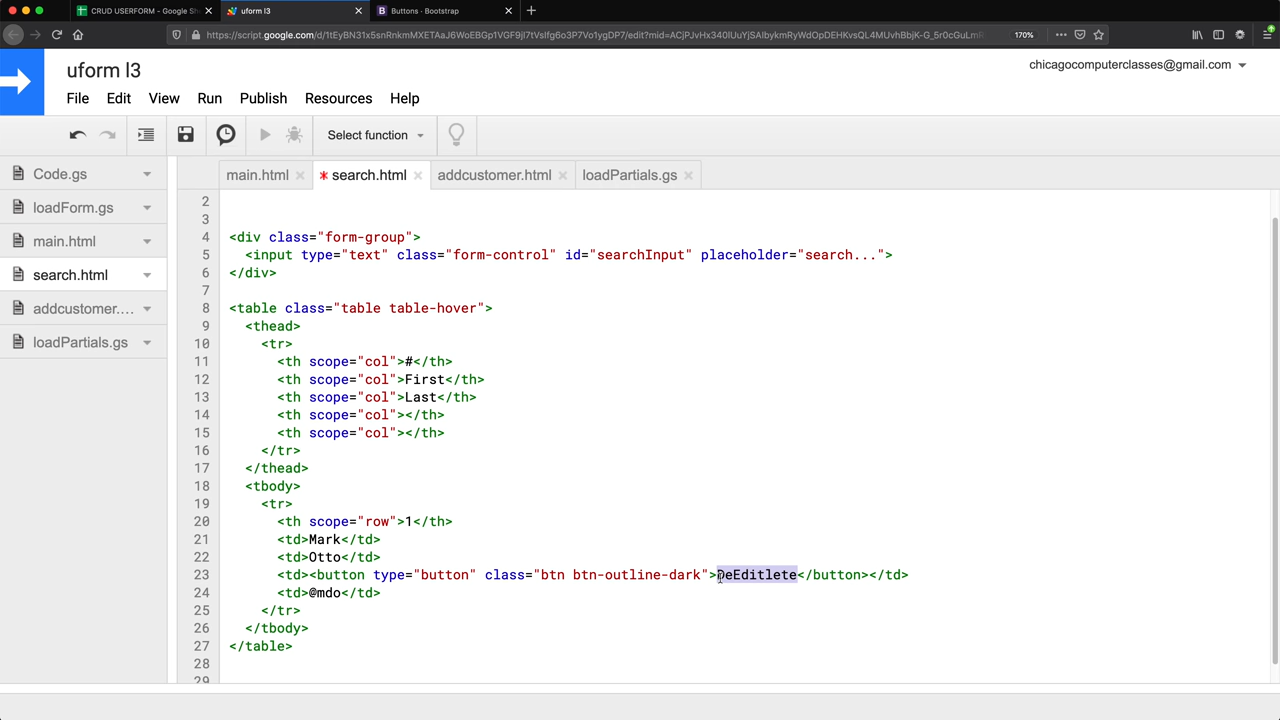 CRUD USERFORM - Google She
uform l3
Buttons · Bootstrap
170%
uform l3
chicagocomputerclasses@gmail.com
File Edit View Run Publish Resources Help
Select function
Code.gs
loadForm.gs
main.html
search.html
addcustomer....
loadPartials.gs
main.html
* search.html
addcustomer.html
loadPartials.gs
2
3
4 <div class="form-group">
5 <input type="text" class="form-control" id="searchInput" placeholder="search...">
6 </div>
7
8 <table class="table table-hover">
9 <thead>
10 <tr>
11 <th scope="col">#</th>
12 <th scope="col">First</th>
13 <th scope="col">Last</th>
14 <th scope="col"></th>
15 <th scope="col"></th>
16 </tr>
17 </thead>
18 <tbody>
19 <tr>
20 <th scope="row">1</th>
21 <td>Mark</td>
22 <td>Otto</td>
23 <td><button type="button" class="btn btn-outline-dark">DeEditlete</button></td>
24 <td>@mdo</td>
25 </tr>
26 </tbody>
27 </table>
28
29